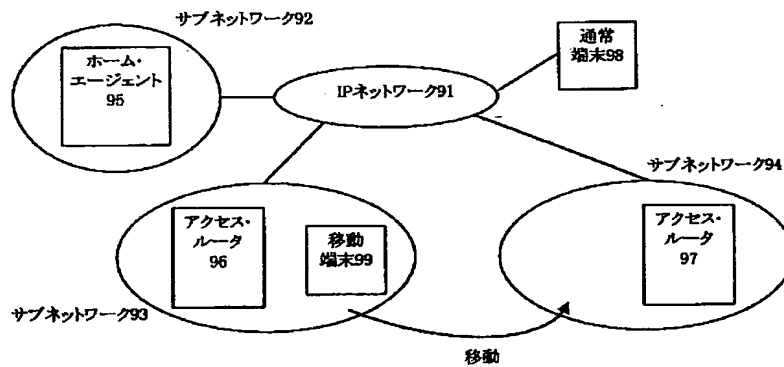 サブネットワーク92
ホーム・
エージェント
95
IPネットワーク91
通常
端末98
サブネットワーク94
アクセス・
ルータ
96
移動
端末99
アクセス・
ルータ
97
サブネットワーク93
移動